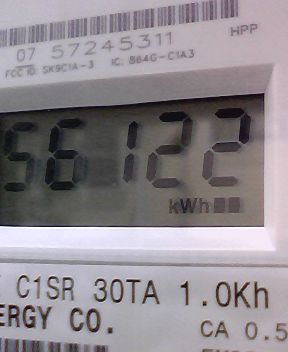 07 57245311 HPP
FCC ID: SK9C1A-3 IC: 864G-C1A3
56122
kWh
C1SR 30TA 1.0Kh
ERGY CO. CA 0.5